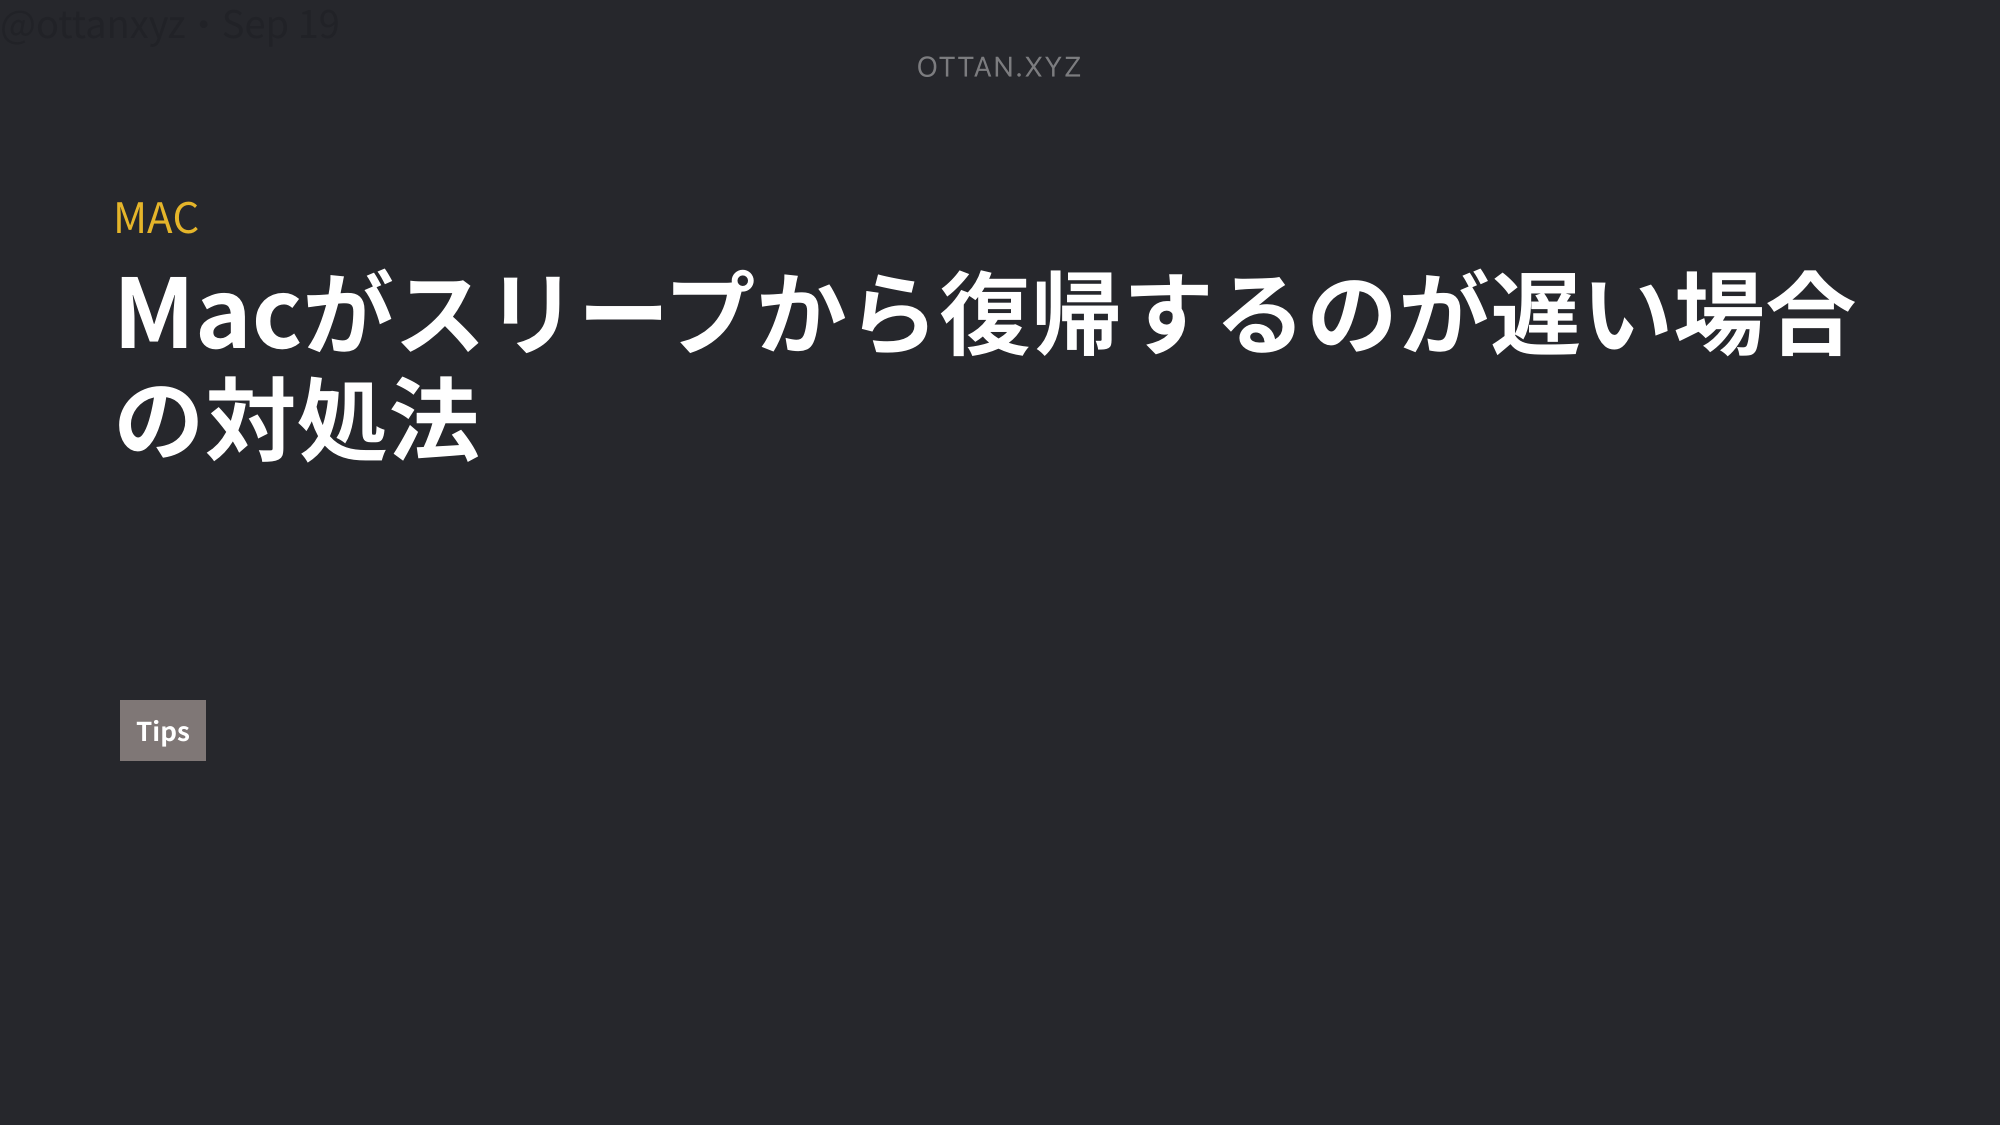 @ottanxyz・Sep 19
OTTAN.XYZ
MAC
Macがスリープから復帰するのが遅い場合
の対処法
Tips